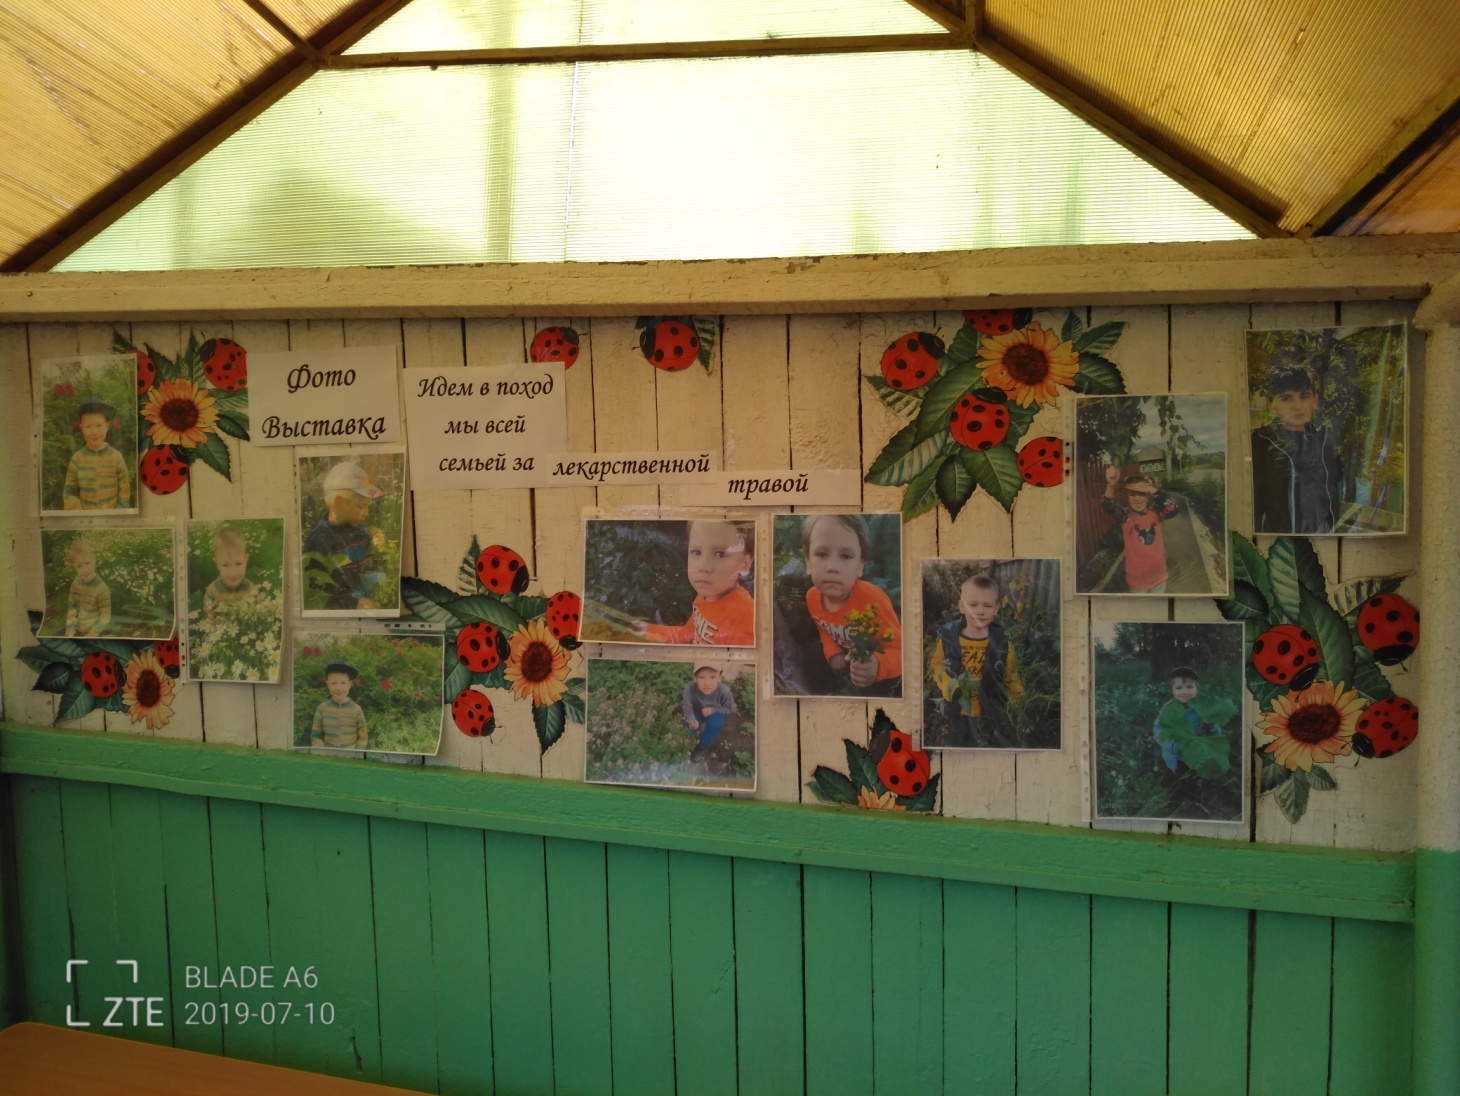 Фото
Выставка
Идем в поход
мы всей
семьей за лекарственной
травой
ZTE
BLADE A6
2019-07-10